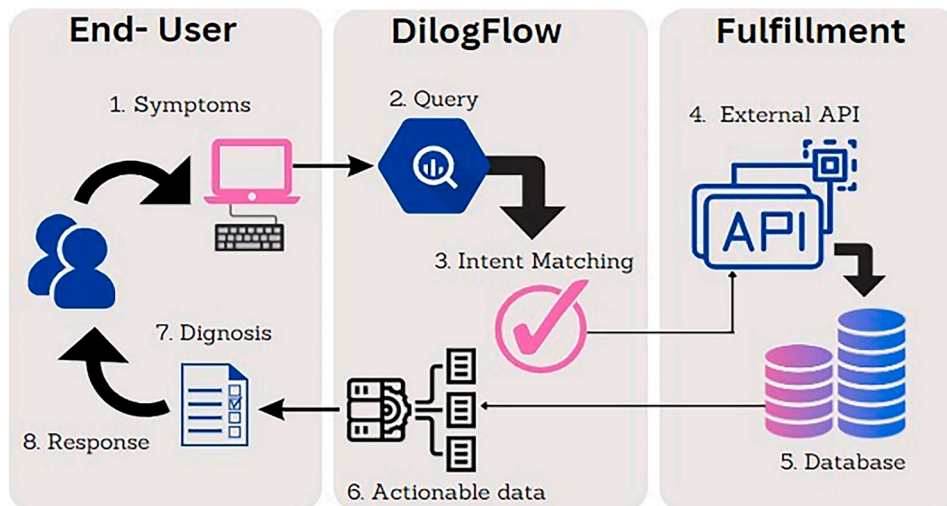 End- User
DilogFlow
Fulfillment
1. Symptoms
2. Query
3. Intent Matching
4. External API
API
5. Database
6. Actionable data
7. Dignosis
8. Response